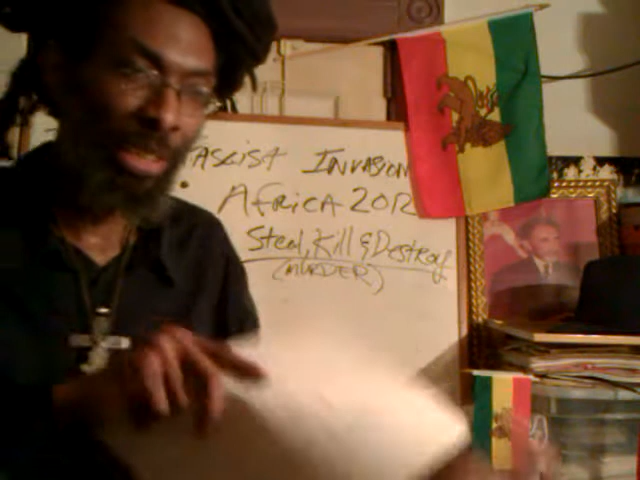 FASCIST INVASION
• AFRICA 2012
Steal, Kill & Destroy
(MURDER)